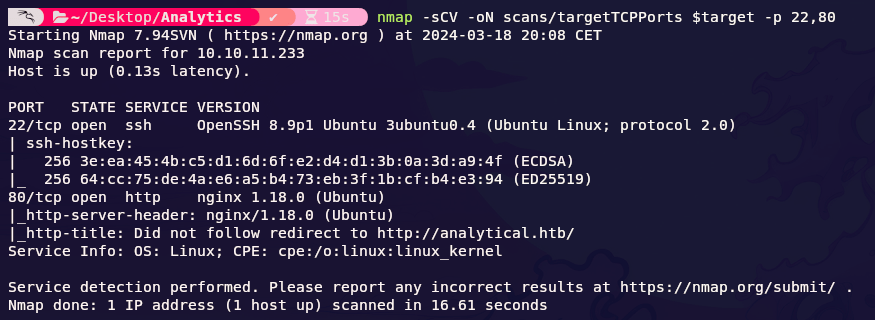 ~/Desktop/Analytics ✔ 15s nmap -sCV -oN scans/targetTCPPorts $target -p 22,80
Starting Nmap 7.94SVN ( https://nmap.org ) at 2024-03-18 20:08 CET
Nmap scan report for 10.10.11.233
Host is up (0.13s latency).

PORT   STATE SERVICE VERSION
22/tcp open  ssh     OpenSSH 8.9p1 Ubuntu 3ubuntu0.4 (Ubuntu Linux; protocol 2.0)
| ssh-hostkey:
|   256 3e:ea:45:4b:c5:d1:6d:6f:e2:d4:d1:3b:0a:3d:a9:4f (ECDSA)
|_  256 64:cc:75:de:4a:e6:a5:b4:73:eb:3f:1b:cf:b4:e3:94 (ED25519)
80/tcp open  http    nginx 1.18.0 (Ubuntu)
|_http-server-header: nginx/1.18.0 (Ubuntu)
|_http-title: Did not follow redirect to http://analytical.htb/
Service Info: OS: Linux; CPE: cpe:/o:linux:linux_kernel

Service detection performed. Please report any incorrect results at https://nmap.org/submit/ .
Nmap done: 1 IP address (1 host up) scanned in 16.61 seconds